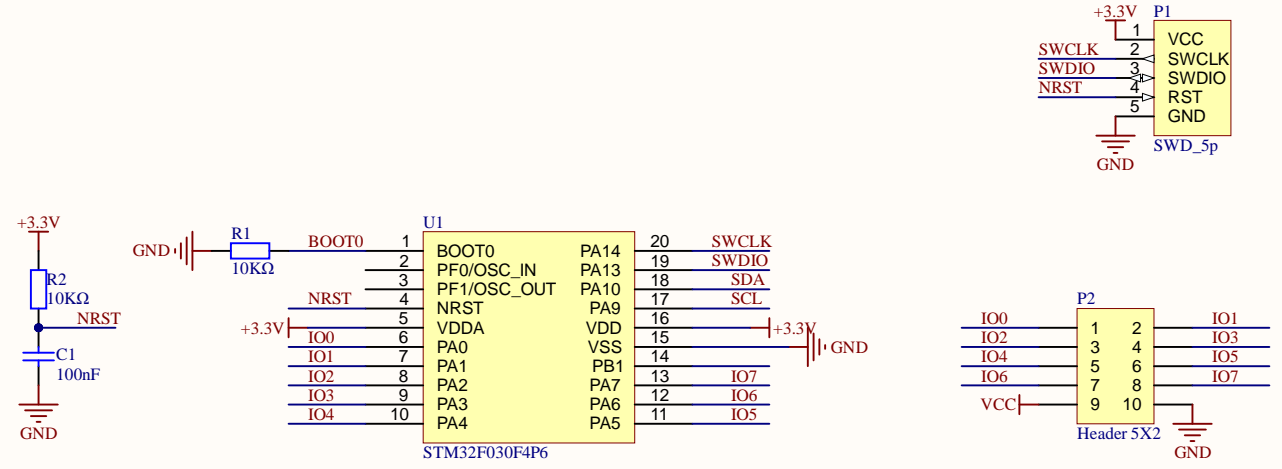 +3.3V P1
1 VCC
SWCLK 2 SWCLK
SWDIO 3 SWDIO
NRST 4 RST
5 GND
GND SWD_5p
+3.3V
R2
10KΩ
NRST
C1
100nF
GND
GND R1 BOOT0
10KΩ
U1
1 BOOT0 PA14 20 SWCLK
2 PF0/OSC_IN PA13 19 SWDIO
3 PF1/OSC_OUT PA10 18 SDA
NRST 4 NRST PA9 17 SCL
+3.3V 5 VDDA VDD 16 +3.3V
IO0 6 PA0 VSS 15 GND
IO1 7 PA1 PB1 14
IO2 8 PA2 PA7 13 IO7
IO3 9 PA3 PA6 12 IO6
IO4 10 PA4 PA5 11 IO5
STM32F030F4P6
P2
IO0 1 2 IO1
IO2 3 4 IO3
IO4 5 6 IO5
IO6 7 8 IO7
VCC 9 10
Header 5X2
GND